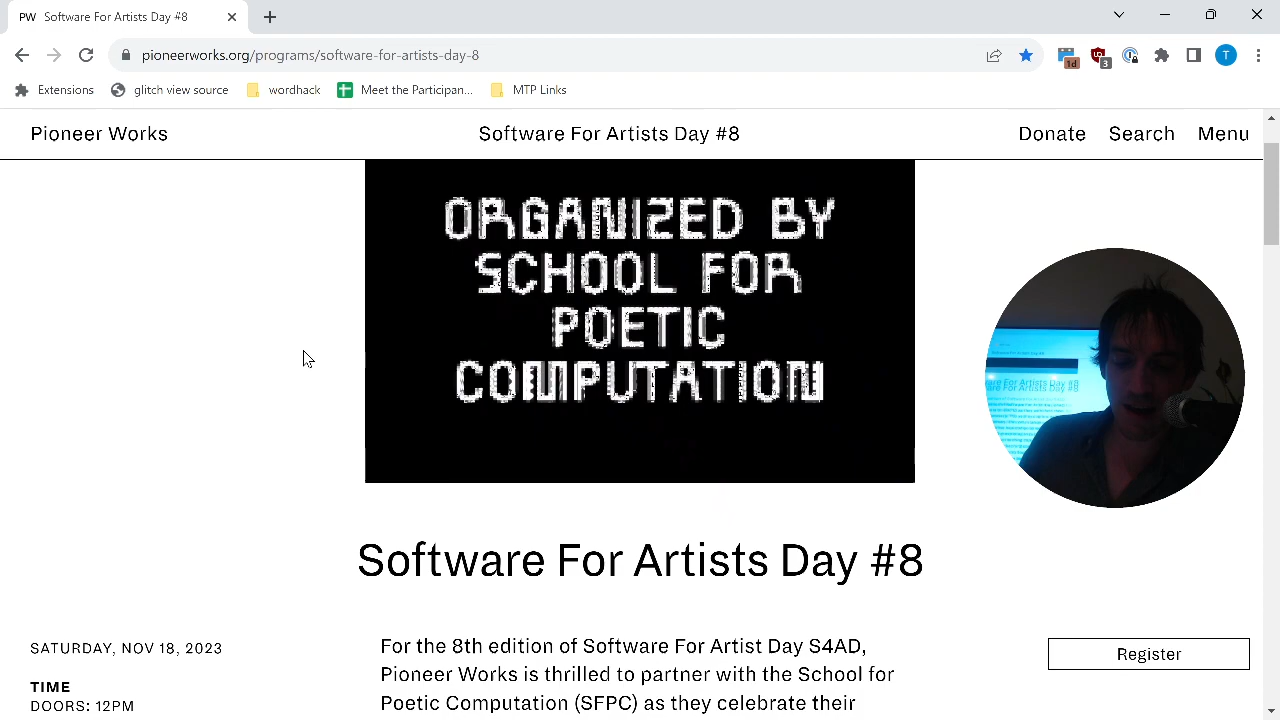 PW Software For Artists Day #8
pioneerworks.org/programs/software-for-artists-day-8
1d
3
T
Extensions
glitch view source
wordhack
Meet the Participan...
MTP Links
Pioneer Works
Software For Artists Day #8
Donate
Search
Menu
ORGANIZED BY
SCHOOL FOR
POETIC
COMPUTATION
Software For Artists Day #8
SATURDAY, NOV 18, 2023
TIME
DOORS: 12PM
For the 8th edition of Software For Artist Day S4AD,
Pioneer Works is thrilled to partner with the School for
Poetic Computation (SFPC) as they celebrate their
Register